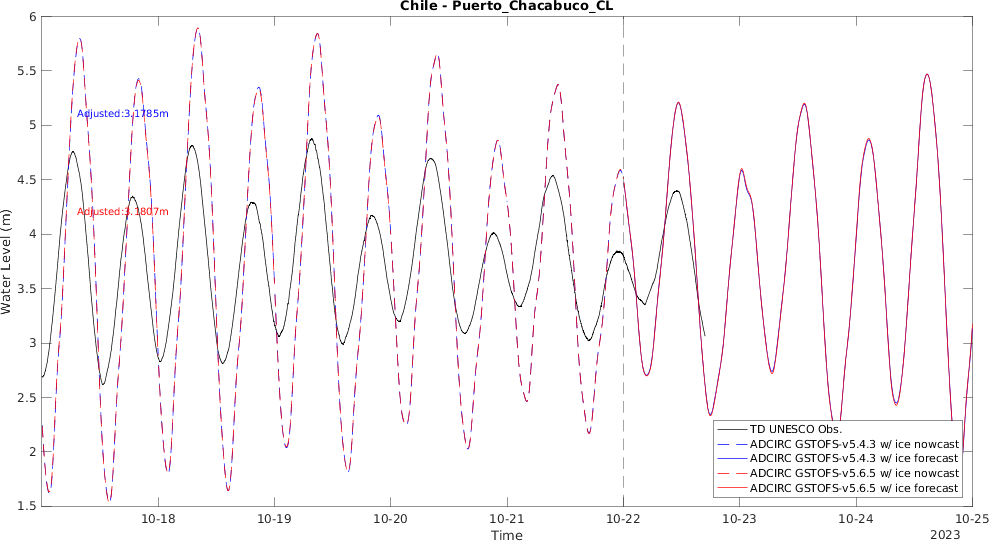 Chile - Puerto_Chacabuco_CL
6
5.5
5
4.5
4
3.5
3
2.5
2
1.5
Water Level (m)
Adjusted:3.1785m
Adjusted:3.1807m
TD UNESCO Obs.
ADCIRC GSTOFS-v5.4.3 w/ ice nowcast
ADCIRC GSTOFS-v5.4.3 w/ ice forecast
ADCIRC GSTOFS-v5.6.5 w/ ice nowcast
ADCIRC GSTOFS-v5.6.5 w/ ice forecast
10-18 10-19 10-20 10-21 10-22 10-23 10-24 10-25
Time
2023